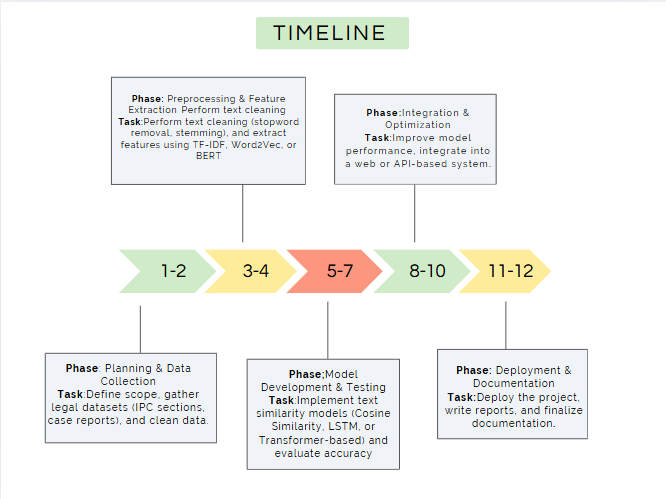 TIMELINE
Phase: Preprocessing & Feature
Extraction Perform text cleaning
Task:Perform text cleaning (stopword
removal, stemming), and extract
features using TF-IDF, Word2Vec, or
BERT
Phase:Integration &
Optimization
Task:Improve model
performance, integrate into
a web or API-based system.
1-2
3-4
5-7
8-10
11-12
Phase: Planning & Data
Collection
Task:Define scope, gather
legal datasets (IPC sections,
case reports), and clean data.
Phase;Model
Development & Testing
Task:Implement text
similarity models (Cosine
Similarity, LSTM, or
Transformer-based) and
evaluate accuracy
Phase: Deployment &
Documentation
Task:Deploy the project,
write reports, and finalize
documentation.